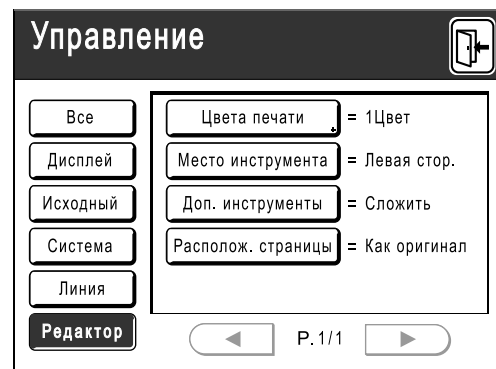 Управление
Все
Дисплей
Исходный
Система
Линия
Редактор
Цвета печати = 1Цвет
Место инструмента = Левая стор.
Доп. инструменты = Сложить
Располож. страницы = Как оригинал
P.1/1